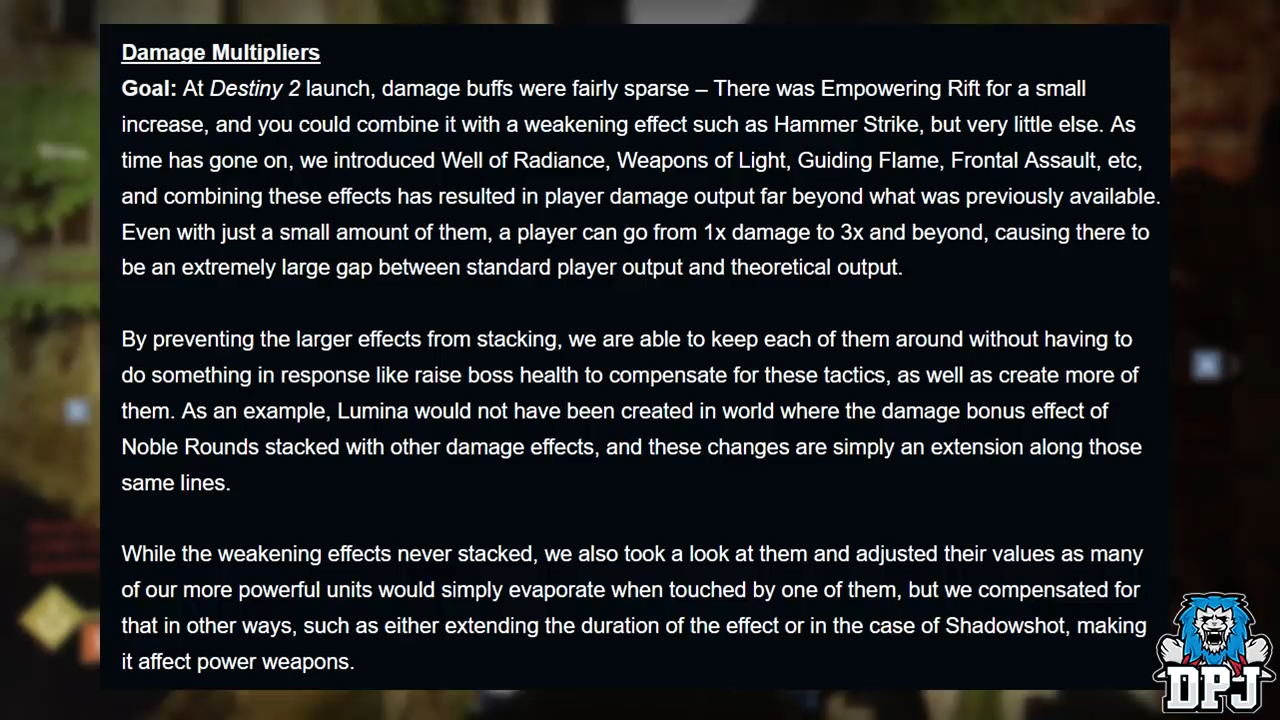 Damage Multipliers
Goal: At Destiny 2 launch, damage buffs were fairly sparse – There was Empowering Rift for a small
increase, and you could combine it with a weakening effect such as Hammer Strike, but very little else. As
time has gone on, we introduced Well of Radiance, Weapons of Light, Guiding Flame, Frontal Assault, etc,
and combining these effects has resulted in player damage output far beyond what was previously available.
Even with just a small amount of them, a player can go from 1x damage to 3x and beyond, causing there to
be an extremely large gap between standard player output and theoretical output.
By preventing the larger effects from stacking, we are able to keep each of them around without having to
do something in response like raise boss health to compensate for these tactics, as well as create more of
them. As an example, Lumina would not have been created in world where the damage bonus effect of
Noble Rounds stacked with other damage effects, and these changes are simply an extension along those
same lines.
While the weakening effects never stacked, we also took a look at them and adjusted their values as many
of our more powerful units would simply evaporate when touched by one of them, but we compensated for
that in other ways, such as either extending the duration of the effect or in the case of Shadowshot, making
it affect power weapons.
DPJ